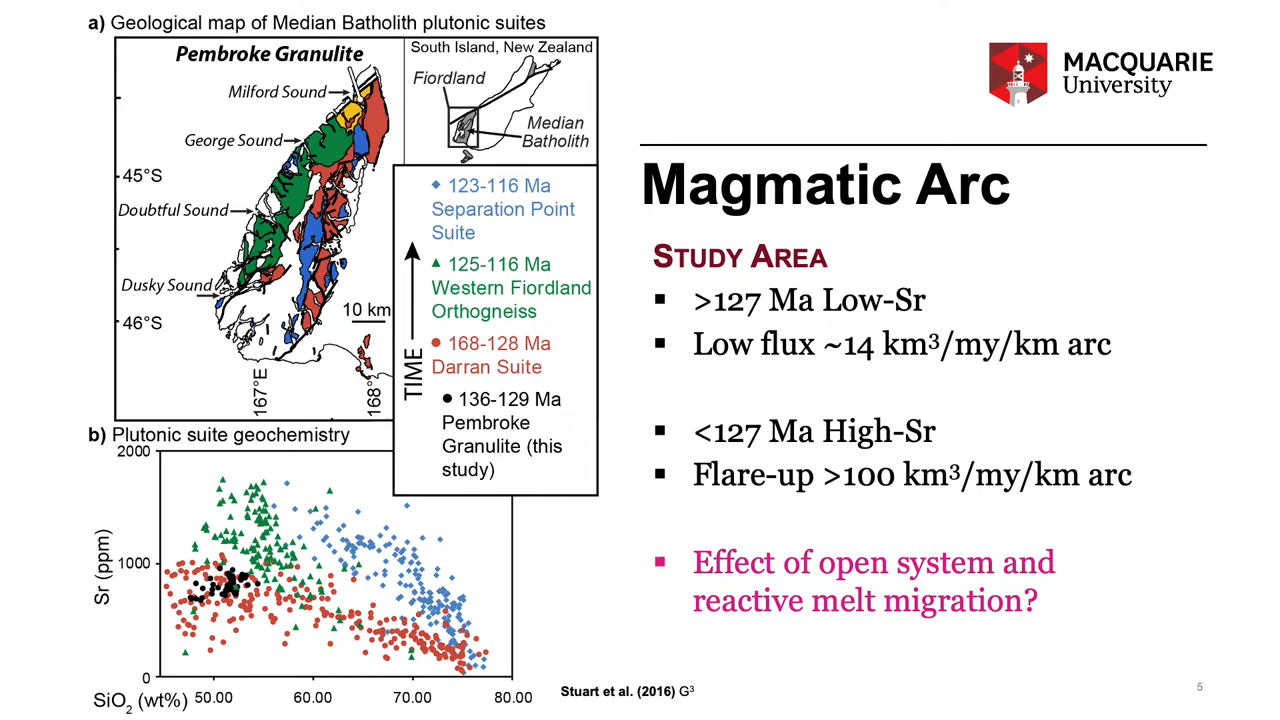 a) Geological map of Median Batholith plutonic suites
Pembroke Granulite
South Island, New Zealand
Fiordland
Median
Batholith
Milford Sound
George Sound
45°S
Doubtful Sound
Dusky Sound
46°S
10 km
167°E
168°
TIME
123-116 Ma
Separation Point
Suite
125-116 Ma
Western Fiordland
Orthogneiss
168-128 Ma
Darran Suite
136-129 Ma
Pembroke
Granulite (this
study)
b) Plutonic suite geochemistry
2000
1000
0
Sr (ppm)
SiO₂ (wt%)
50.00
60.00
70.00
80.00
Stuart et al. (2016) G³
MACQUARIE
University
Magmatic Arc
STUDY AREA
▪ >127 Ma Low-Sr
▪ Low flux ~14 km³/my/km arc
▪ <127 Ma High-Sr
▪ Flare-up >100 km³/my/km arc
▪ Effect of open system and
reactive melt migration?
5